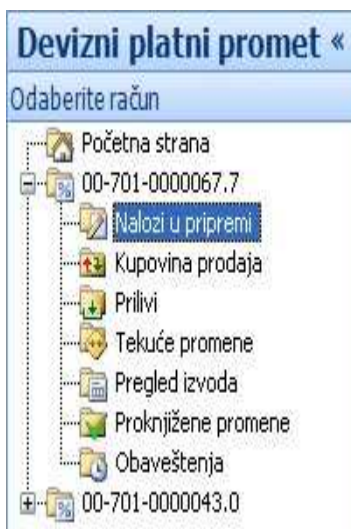 Devizni platni promet «
Odaberite račun
Početna strana
00-701-0000067.7
Nalozi u pripremi
Kupovina prodaja
Prilivi
Tekuće promene
Pregled izvoda
Proknjižene promene
Obaveštenja
00-701-0000043.0